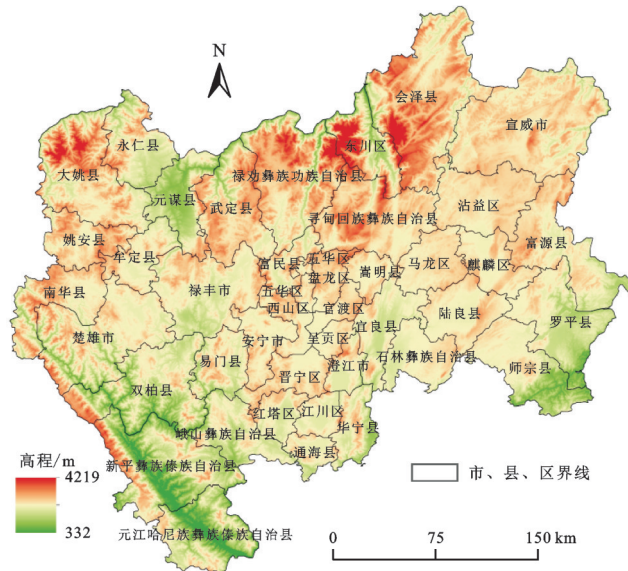 N
会泽县
宣威市
永仁县
东川区
大姚县
禄劝彝族功族自治县
元谋县
武定县
寻甸回族彝族自治县
沾益区
姚安县
牟定县
富源县
富民县
五华区
嵩明县
马龙区
麒麟区
盘龙区
南华县
禄丰市
五华区
西山区
官渡区
陆良县
罗平县
楚雄市
宜良县
安宁市
呈贡区
石林彝族自治县
易门县
澄江市
师宗县
双柏县
晋宁区
红塔区
江川区
华宁县
峨山彝族自治县
通海县
高程/m
4219
332
新平彝族傣族自治县
市、县、区界线
元江哈尼族彝族傣族自治县
0 75 150 km